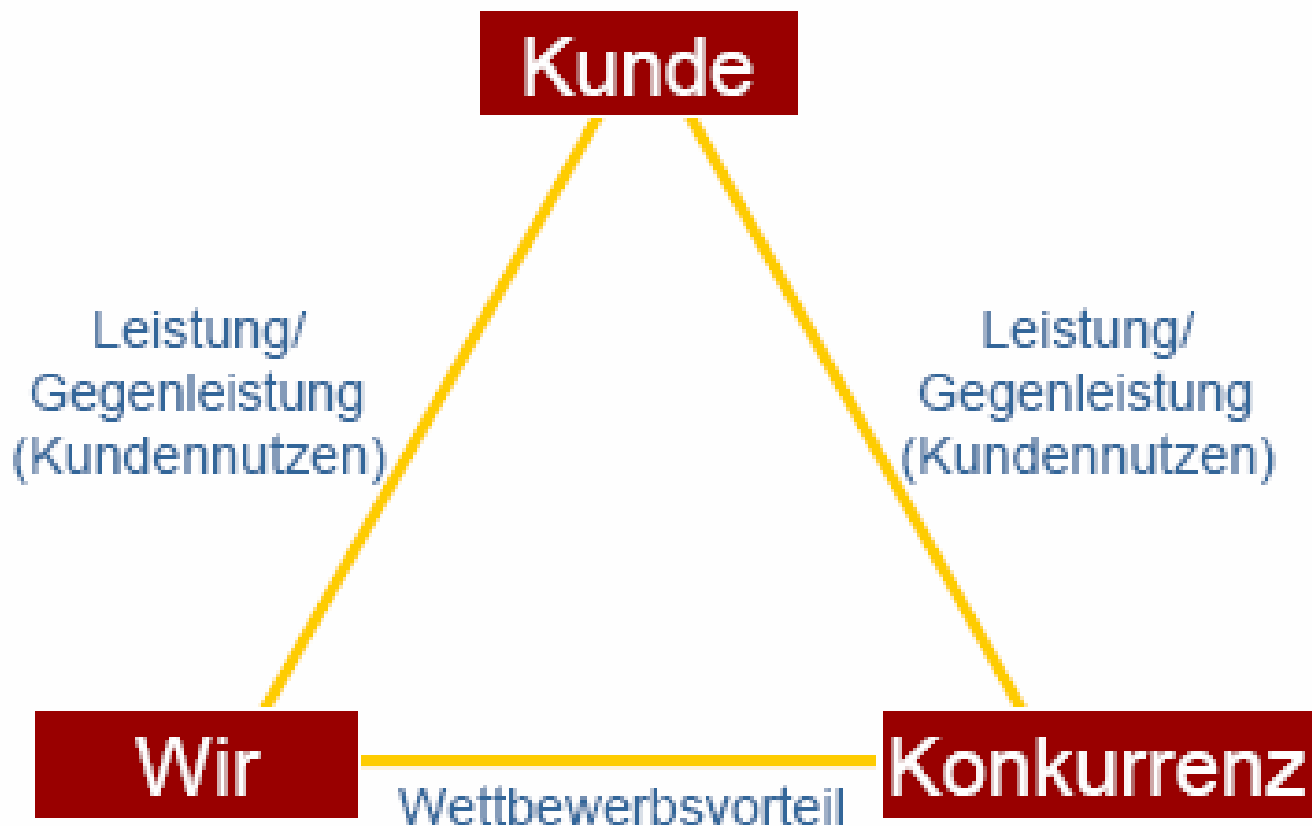 Kunde
Leistung/
Gegenleistung
(Kundennutzen)
Leistung/
Gegenleistung
(Kundennutzen)
Wir
Konkurrenz
Wettbewerbsvorteil